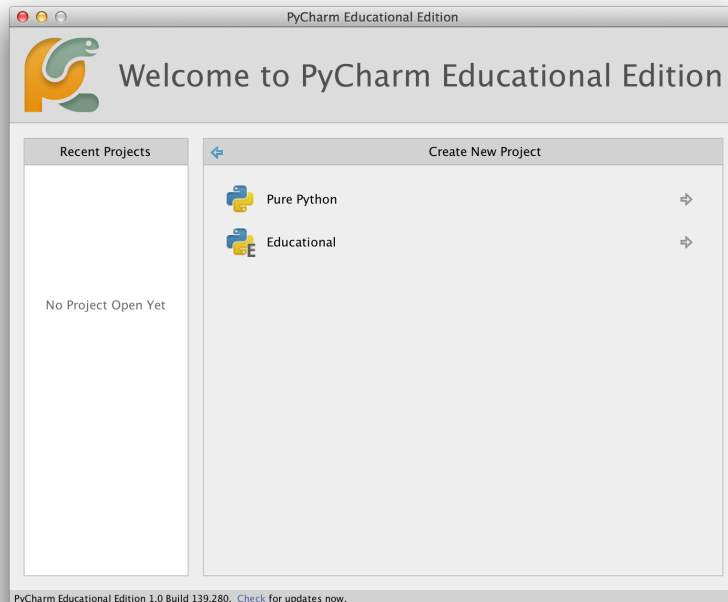 PyCharm Educational Edition
Welcome to PyCharm Educational Edition
Recent Projects
Create New Project
Pure Python
Educational
No Project Open Yet
PyCharm Educational Edition 1.0 Build 139.280. Check for updates now.